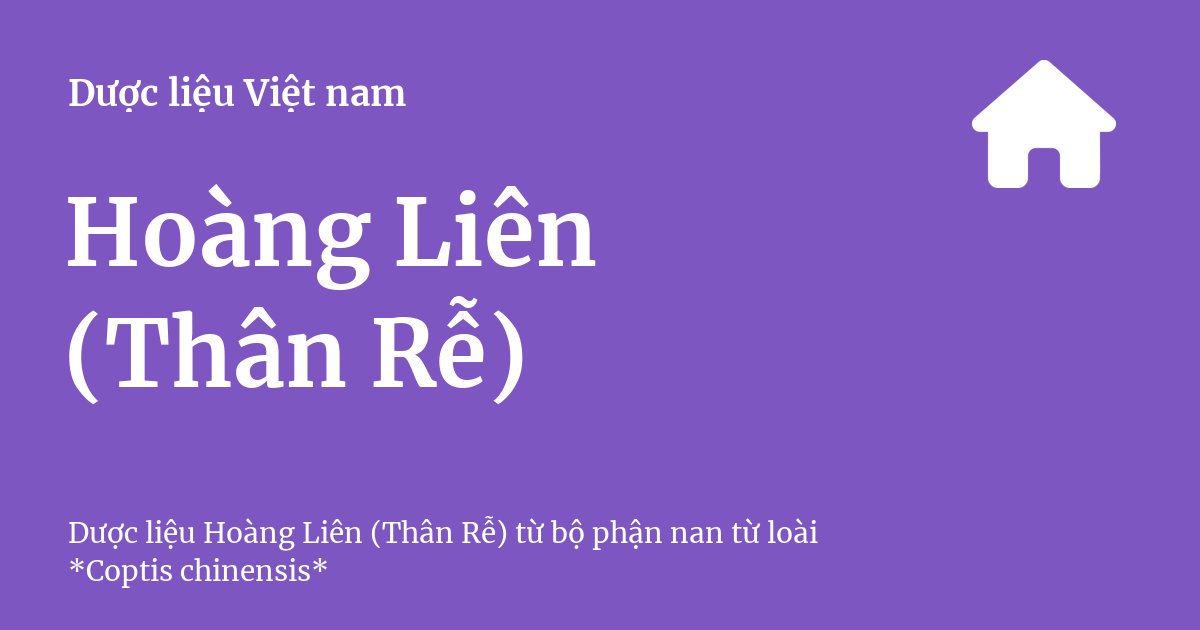 Dược liệu Việt nam
Hoàng Liên
(Thân Rễ)
Dược liệu Hoàng Liên (Thân Rễ) từ bộ phận nan từ loài
*Coptis chinensis*